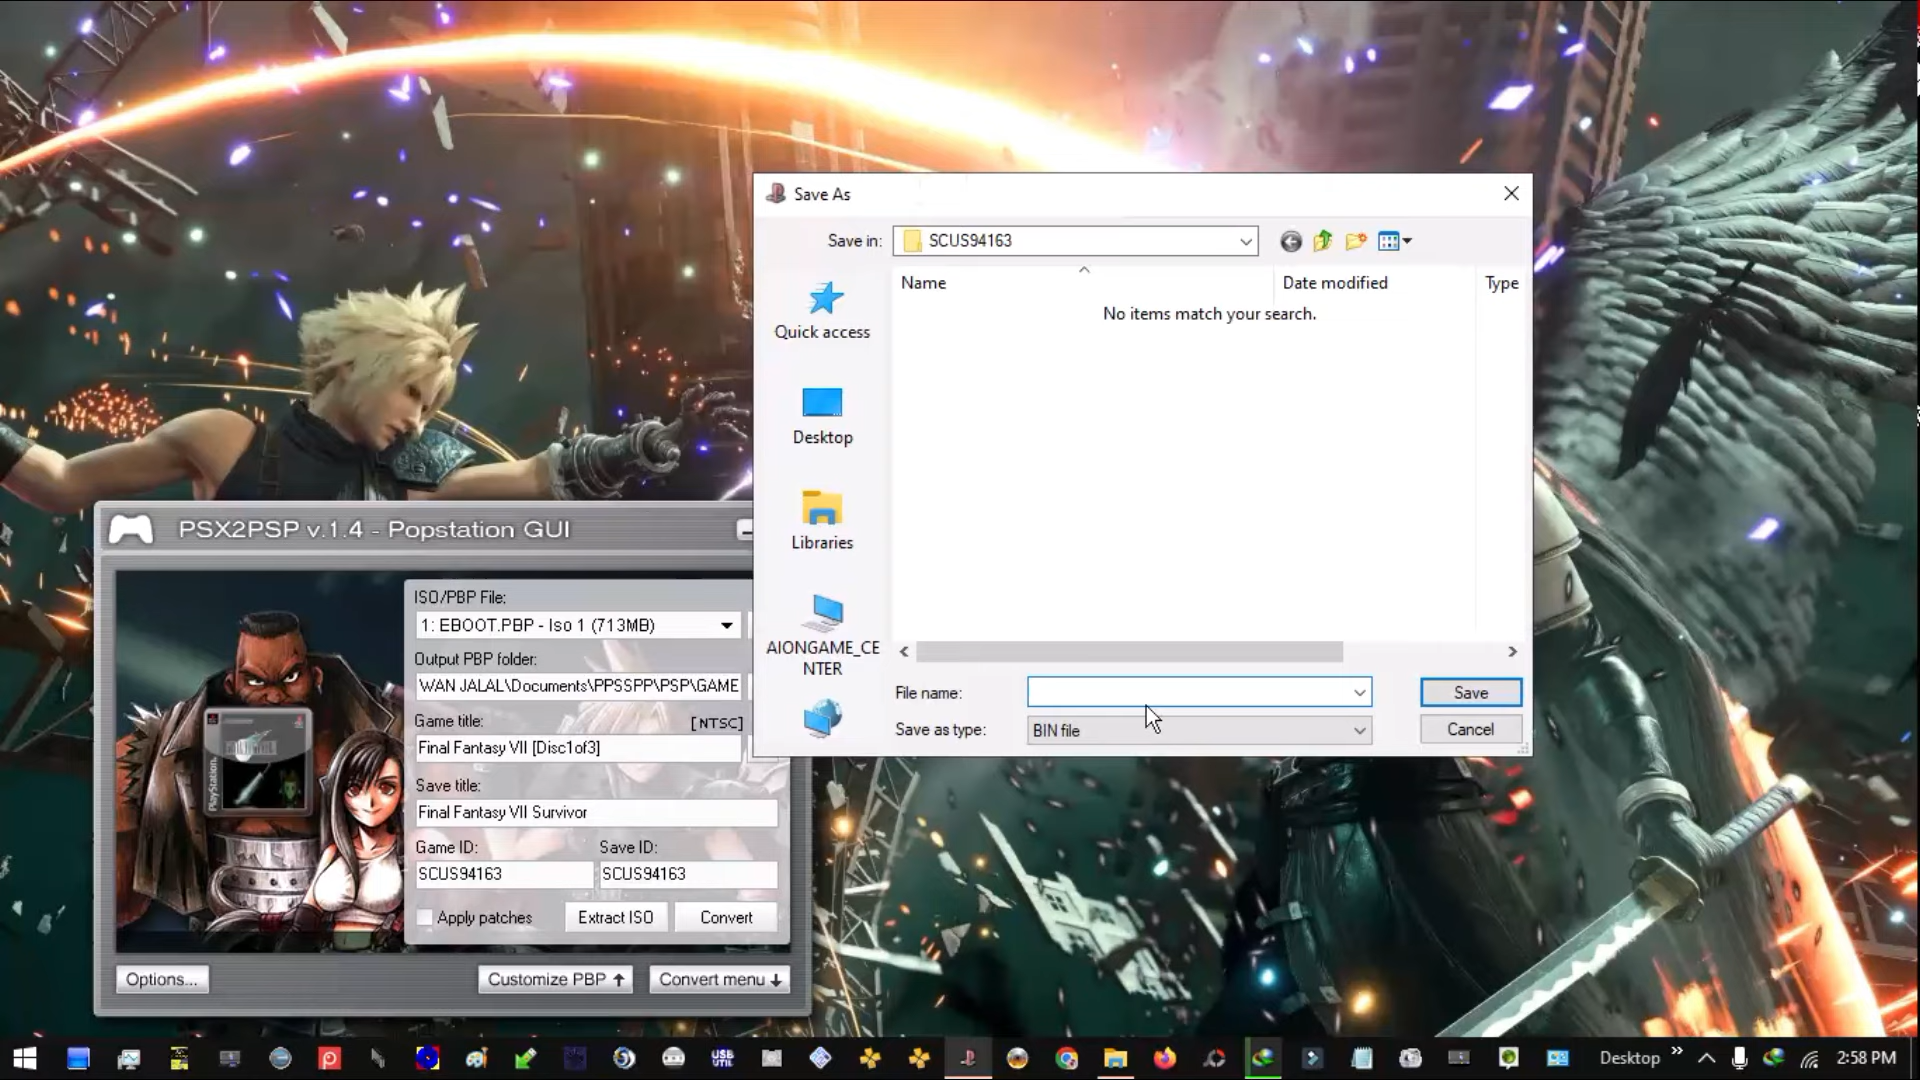 Save As
Save in:
SCUS94163
Name
Date modified
Type
No items match your search.
Quick access
Desktop
Libraries
AIONGAME_CE
NTER
File name:
Save
Save as type:
BIN file
Cancel
PSX2PSP v.1.4 - Popstation GUI
ISO/PBP File:
1: EBOOT.PBP - Iso 1 (713MB)
Output PBP folder:
WAN JALAL\Documents\PPSSPP\PSP\GAME
Game title:
[NTSC]
Final Fantasy VII [Disc1of3]
Save title:
Final Fantasy VII Survivor
Game ID:
Save ID:
SCUS94163
SCUS94163
Apply patches
Extract ISO
Convert
Options...
Customize PBP
Convert menu
PlayStation
USB
UTIL
Desktop
2:58 PM